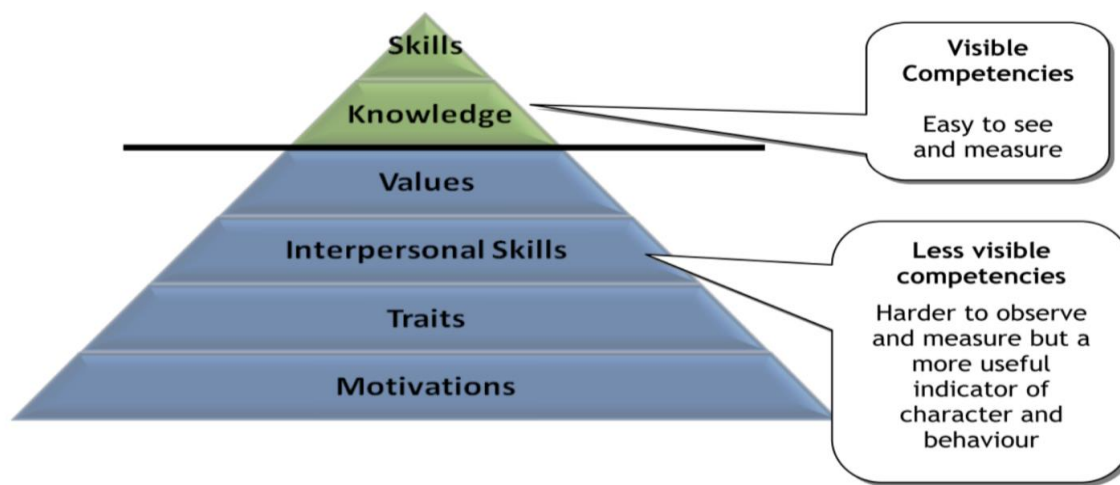 Skills
Knowledge
Values
Interpersonal Skills
Traits
Motivations
Visible
Competencies
Easy to see
and measure
Less visible
competencies
Harder to observe
and measure but a
more useful
indicator of
character and
behaviour